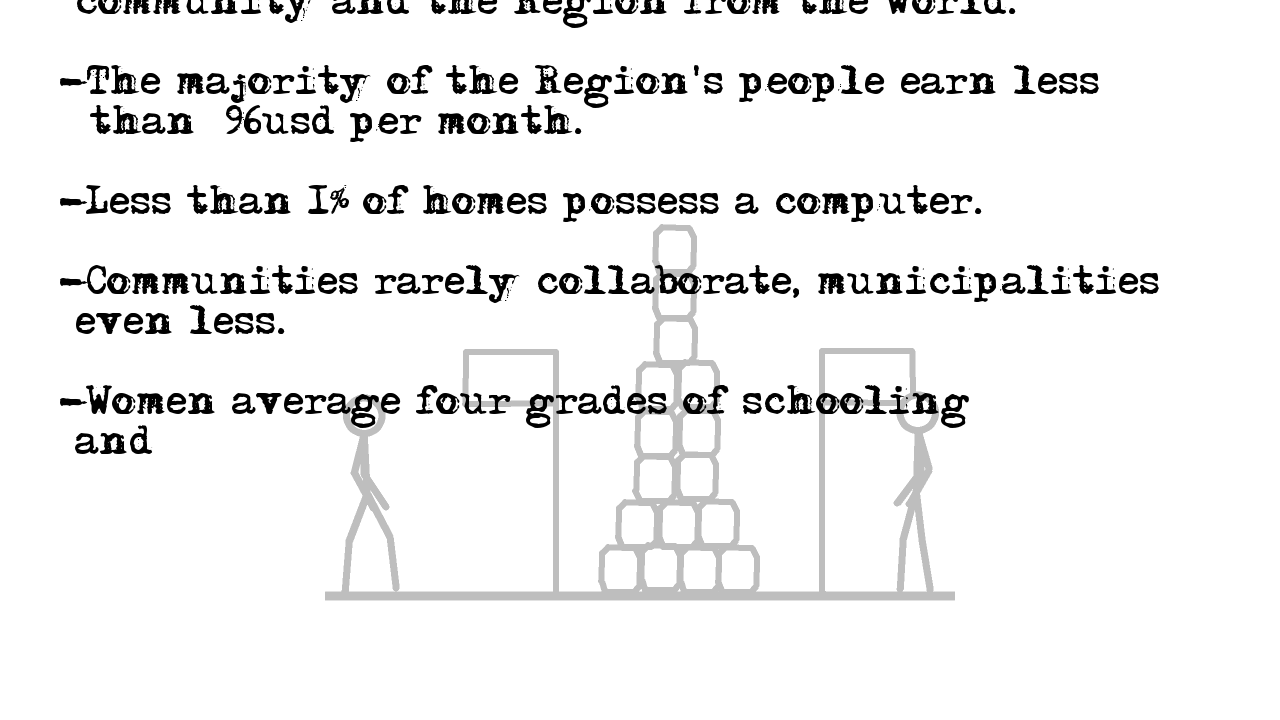 community and the Region from the world.
-The majority of the Region's people earn less
than 96usd per month.
-Less than 1% of homes possess a computer.
-Communities rarely collaborate, municipalities
even less.
-Women average four grades of schooling
and